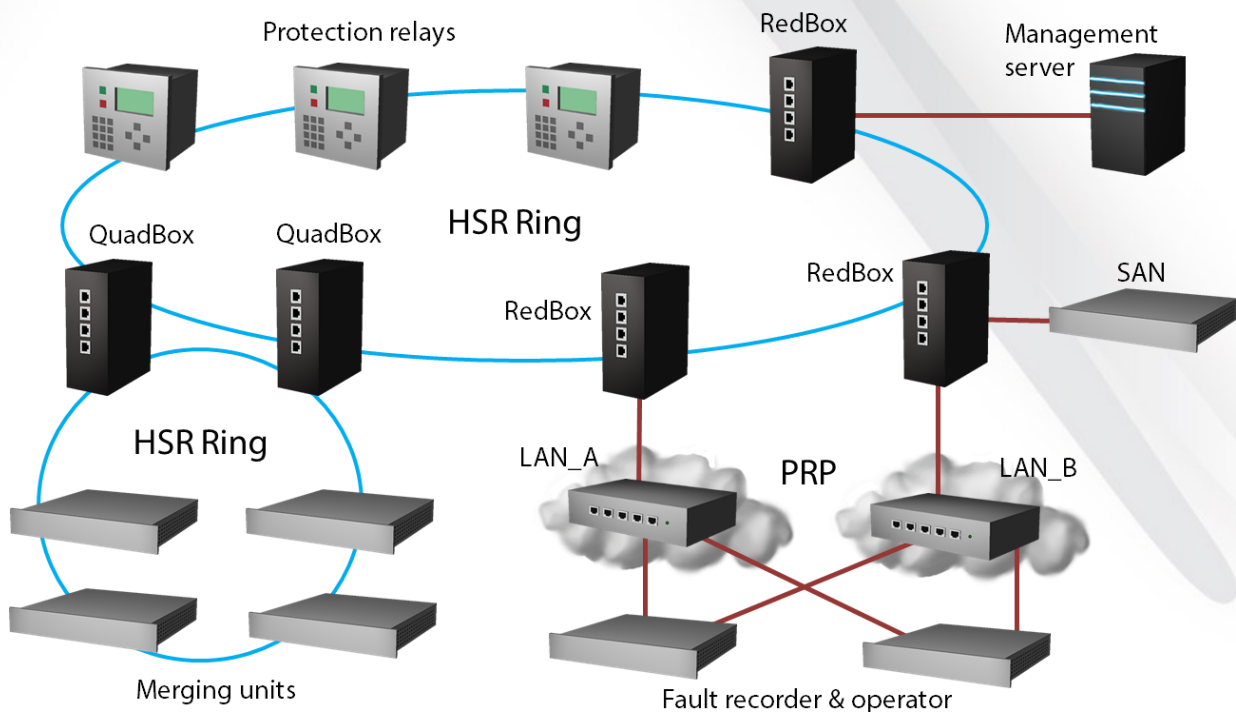 RedBox
Protection relays
Management
server
HSR Ring
QuadBox
QuadBox
RedBox
SAN
RedBox
HSR Ring
LAN_A
PRP
LAN_B
Merging units
Fault recorder & operator